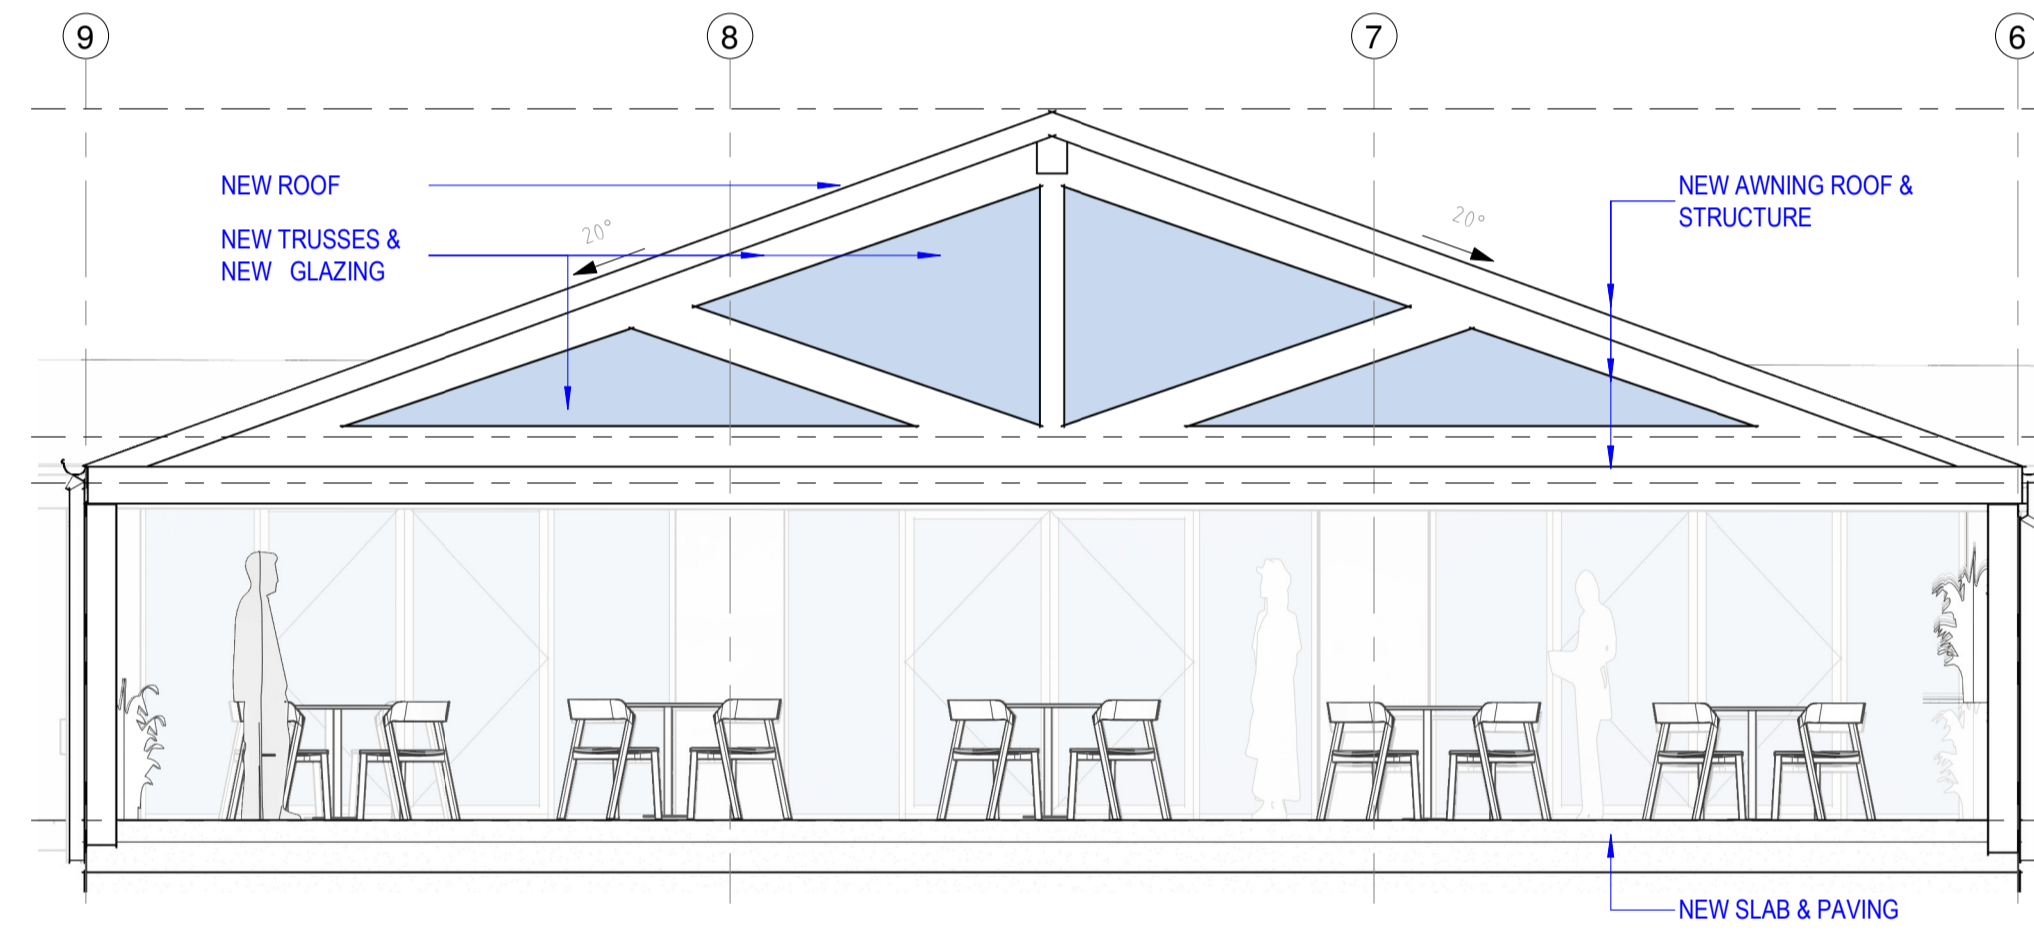 9
8
7
6
NEW ROOF
NEW TRUSSES &
NEW GLAZING
20°
20°
NEW AWNING ROOF &
STRUCTURE
NEW SLAB & PAVING